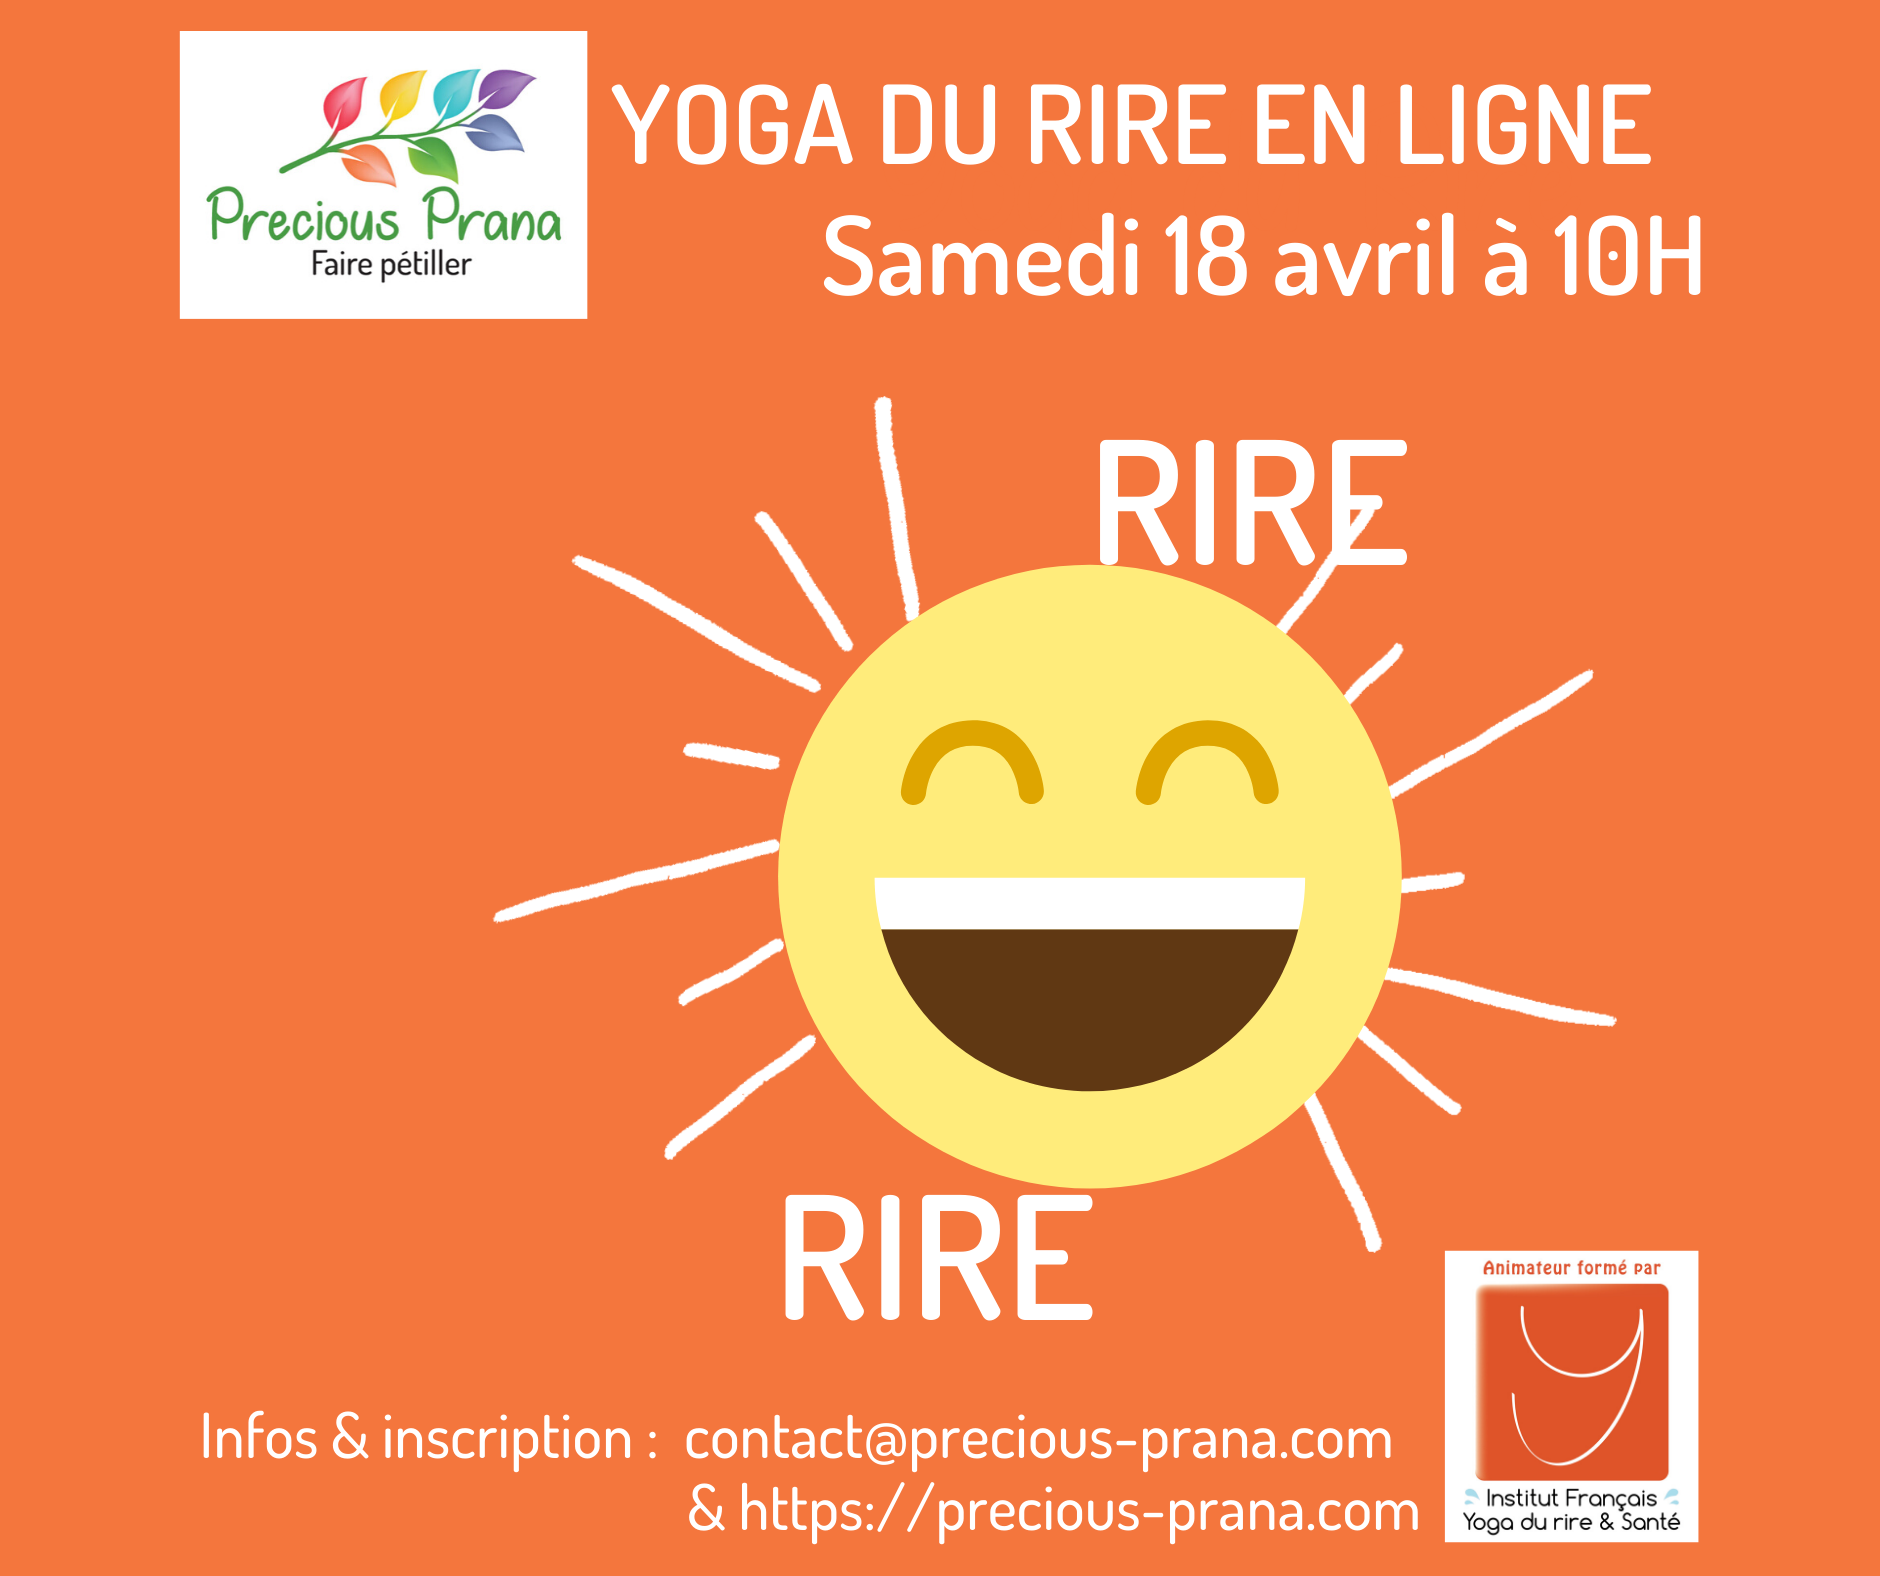 Precious Prana
Faire pétiller
YOGA DU RIRE EN LIGNE
Samedi 18 avril à 10H
RIRE
RIRE
Infos & inscription : contact@precious-prana.com
& https://precious-prana.com
Animateur formé par
Institut Français
Yoga du rire & Santé